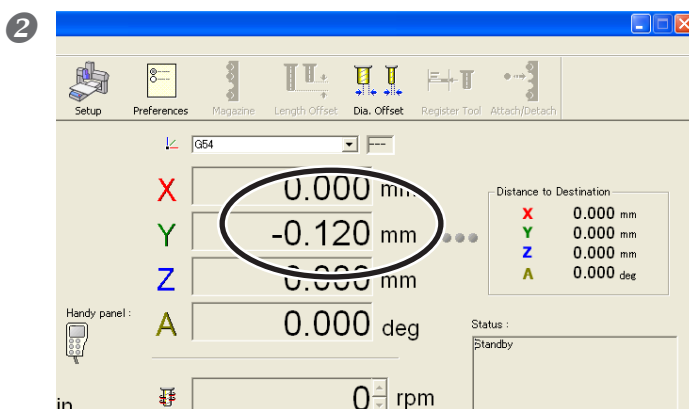 2
Setup Preferences Magazine Length Offset Dia. Offset Register Tool Attach/Detach
G54
X 0.000 mm
Y -0.120 mm
Z 0.000 mm
A 0.000 deg
Distance to Destination
X 0.000 mm
Y 0.000 mm
Z 0.000 mm
A 0.000 deg
Handy panel :
Status :
Standby
0 rpm